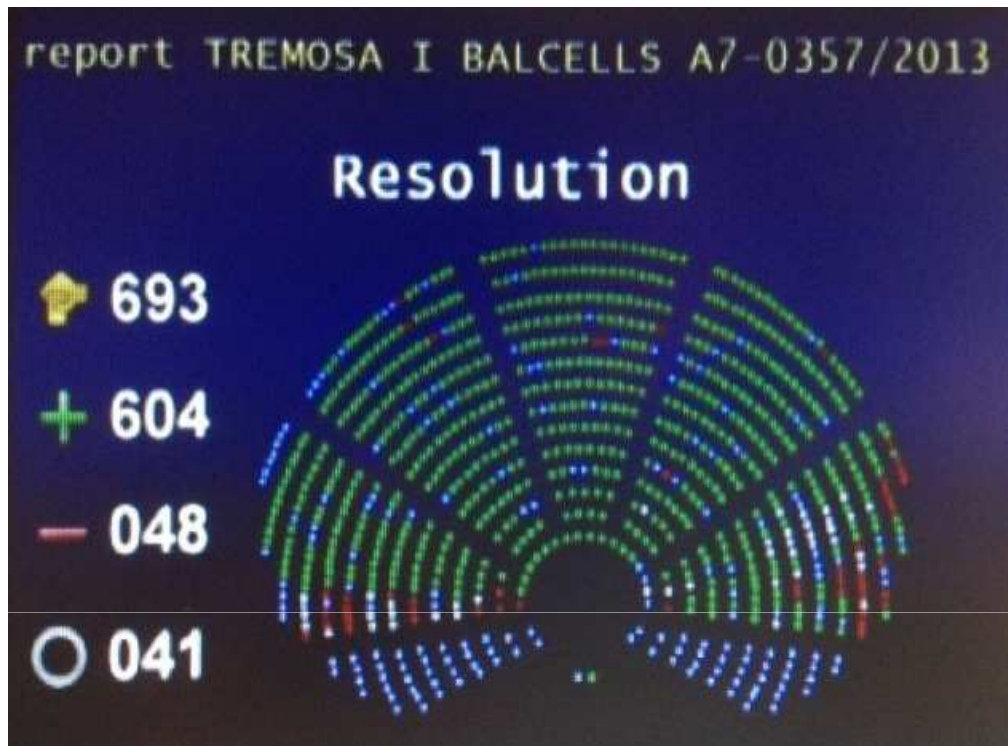 report TREMOSA I BALCELLS A7-0357/2013
Resolution
693
+ 604
- 048
041